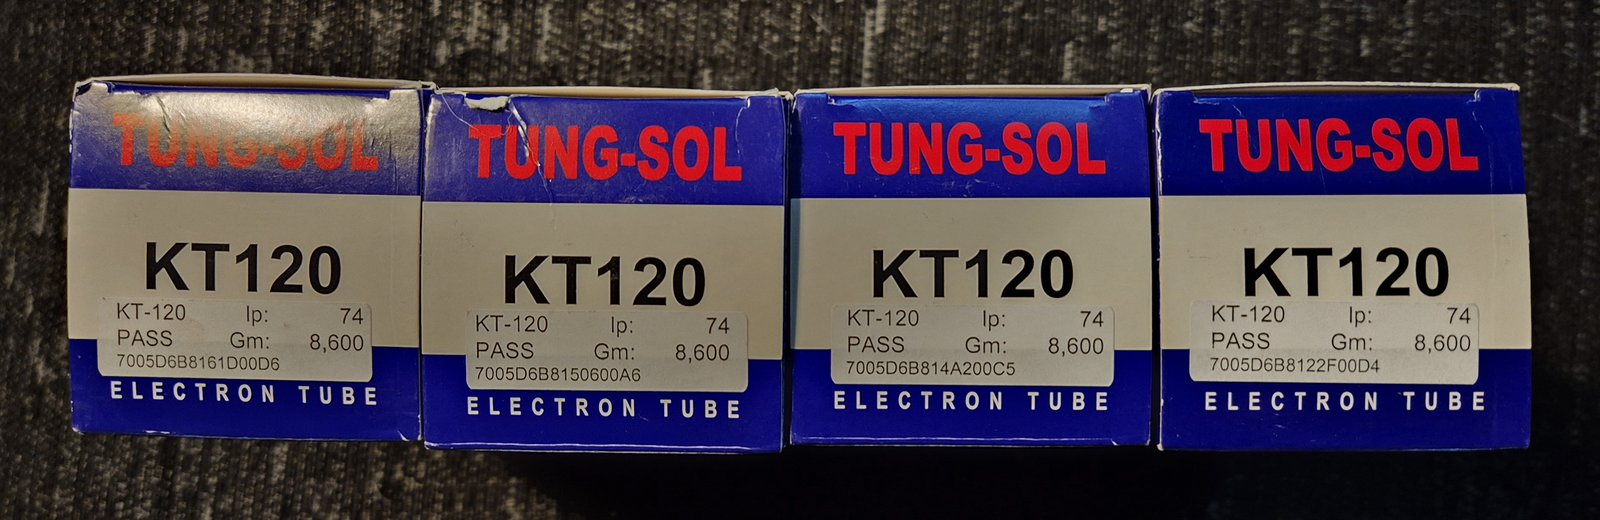 TUNG-SOL
KT120
KT-120 Ip: 74
PASS Gm: 8,600
7005D6B8161D00D6
ELECTRON TUBE
TUNG-SOL
KT120
KT-120 Ip: 74
PASS Gm: 8,600
7005D6B8150600A6
ELECTRON TUBE
TUNG-SOL
KT120
KT-120 Ip: 74
PASS Gm: 8,600
7005D6B814A200C5
ELECTRON TUBE
TUNG-SOL
KT120
KT-120 Ip: 74
PASS Gm: 8,600
7005D6B8122F00D4
ELECTRON TUBE